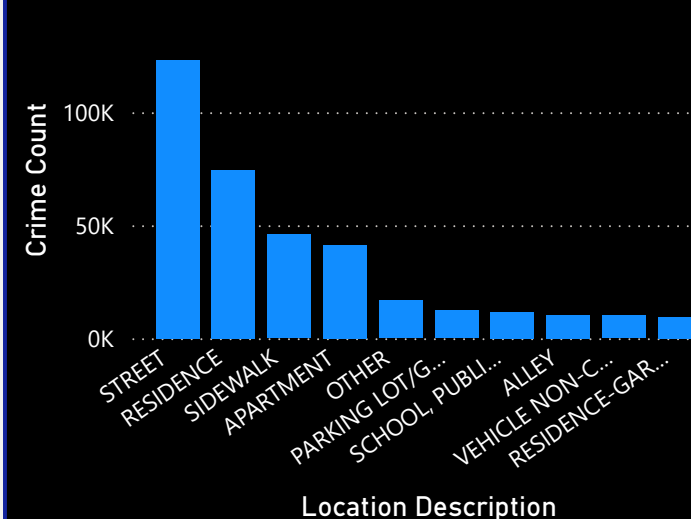 Crime Count
100K
50K
0K
STREET
RESIDENCE
SIDEWALK
APARTMENT
OTHER
PARKING LOT/G...
SCHOOL, PUBLI...
ALLEY
VEHICLE NON-C...
RESIDENCE-GAR...
Location Description